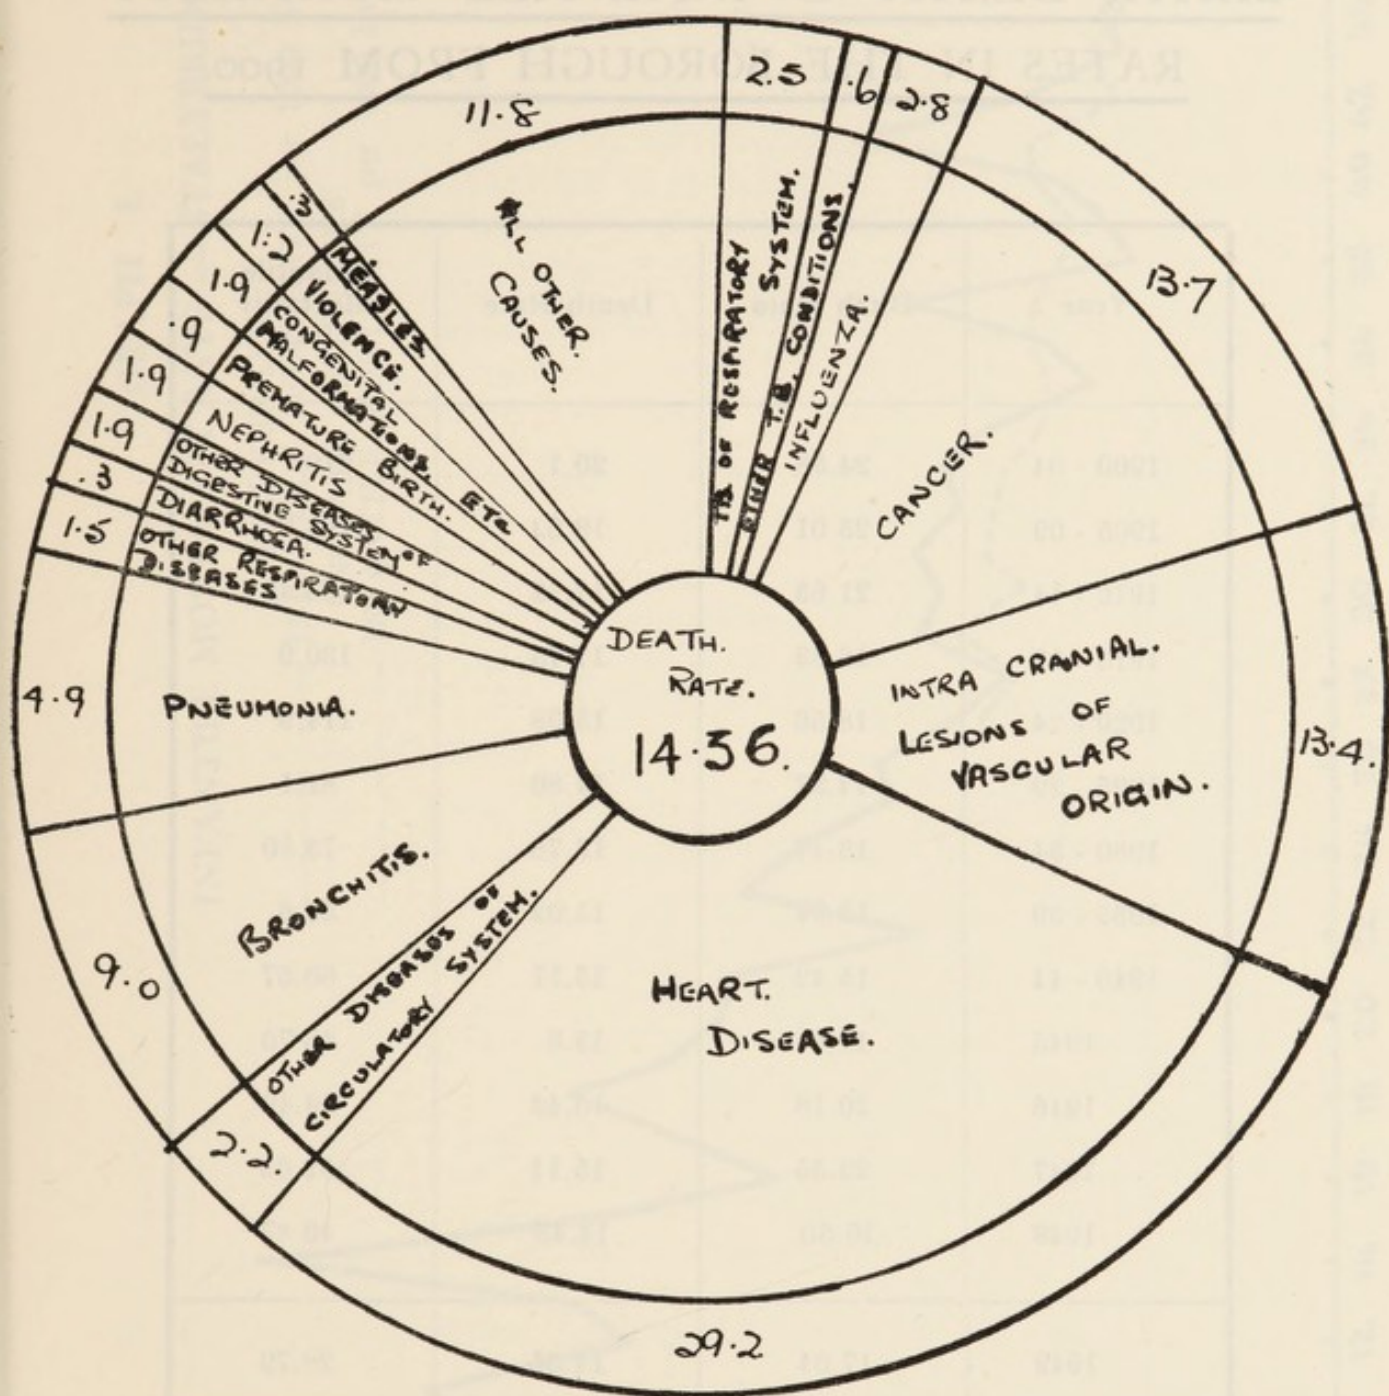 2.5
.6
2.8
13.7
13.4.
29.2
2.2.
9.0
4.9
1.5
.3
1.9
1.9
.9
1.9
1.2
.3
11.8
TB OF RESPIRATORY
SYSTEM.
OTHER T.B. CONDITIONS.
INFLUENZA.
CANCER.
INTRA CRANIAL.
LESIONS OF
VASCULAR
ORIGIN.
HEART.
DISEASE.
OTHER DISEASES OF
CIRCULATORY SYSTEM.
BRONCHITIS.
PNEUMONIA.
OTHER RESPIRATORY
DISEASES
DIARRHOEA.
OTHER DISEASES OF
DIGESTIVE SYSTEM
NEPHRITIS
PREMATURE BIRTH.
CONGENITAL
MALFORMATIONS, ETC
VIOLENCE.
MEASLES
ALL OTHER.
CAUSES.
DEATH.
RATE.
14.36.